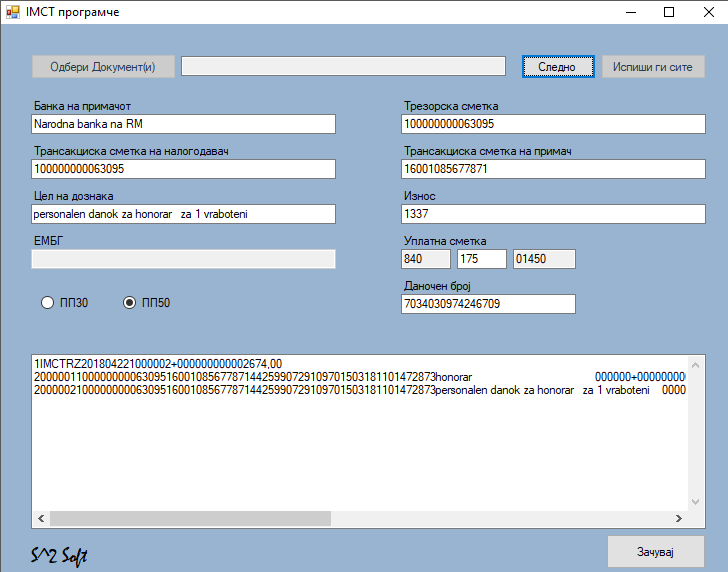 IMCT програмче
Одбери Документ(и)
Следно
Испиши ги сите
Банка на примачот
Трезорска сметка
Narodna banka na RM
100000000063095
Трансакциска сметка на налогодавач
Трансакциска сметка на примач
100000000063095
16001085677871
Цел на дознака
Износ
personalen danok za honorar za 1 vraboteni
1337
ЕМБГ
Уплатна сметка
840
175
01450
Даночен број
ПП30
ПП50
7034030974246709
1IMCTRZ201804221000002+000000000002674,00
2000001100000000063095160010856778714425990729109701503181101472873honorar 000000+00000000
2000002100000000063095160010856778714425990729109701503181101472873personalen danok za honorar za 1 vraboteni 0000
S^2 Soft
Зачувај